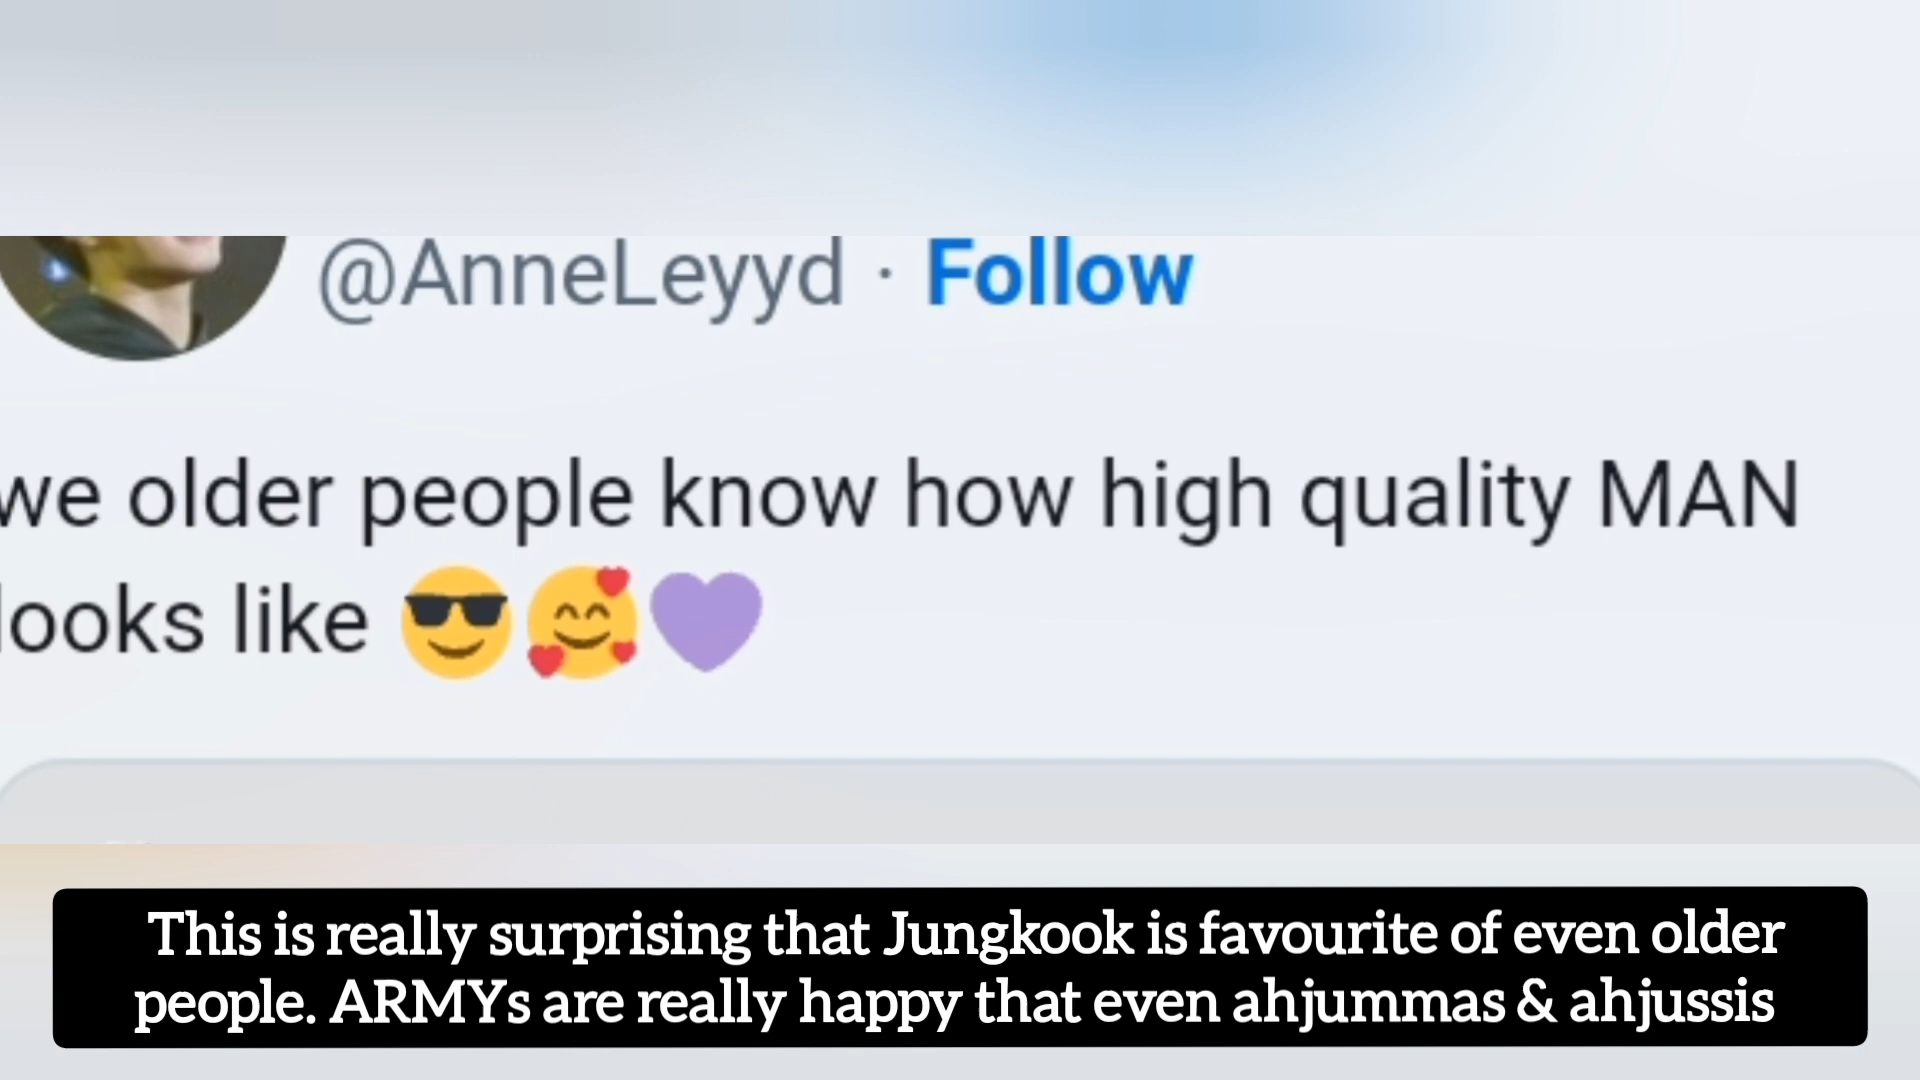 @AnneLeyyd · Follow
we older people know how high quality MAN
looks like 😎🥰💜
This is really surprising that Jungkook is favourite of even older
people. ARMYs are really happy that even ahjummas & ahjussis